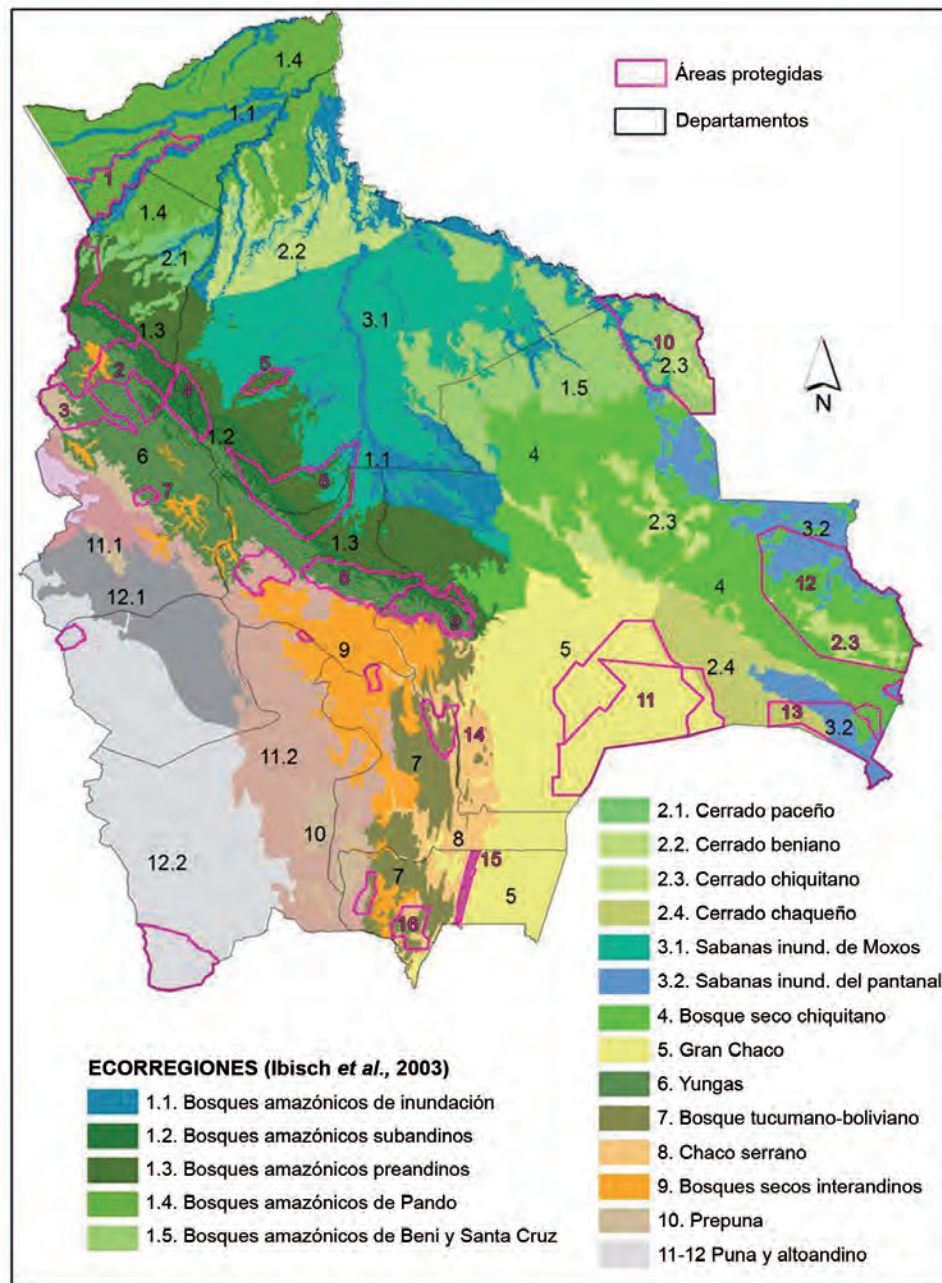 1.4
Áreas protegidas
1.1
Departamentos
1
1.4
2.2
2.1
3.1
10
2.3
1.3
5
1.5
N
2
4
3
1.2
6
1.1
4
8
7
2.3
11.1
1.3
3.2
6
12
12.1
4
9
2.3
9
5
2.4
11
13
3.2
14
11.2
7
10
8
12.2
15
7
5
16
2.1. Cerrado paceño
2.2. Cerrado beniano
2.3. Cerrado chiquitano
2.4. Cerrado chaqueño
3.1. Sabanas inund. de Moxos
3.2. Sabanas inund. del pantanal
4. Bosque seco chiquitano
5. Gran Chaco
6. Yungas
7. Bosque tucumano-boliviano
8. Chaco serrano
9. Bosques secos interandinos
10. Prepuna
11-12 Puna y altoandino
ECORREGIONES (Ibisch et al., 2003)
1.1. Bosques amazónicos de inundación
1.2. Bosques amazónicos subandinos
1.3. Bosques amazónicos preandinos
1.4. Bosques amazónicos de Pando
1.5. Bosques amazónicos de Beni y Santa Cruz